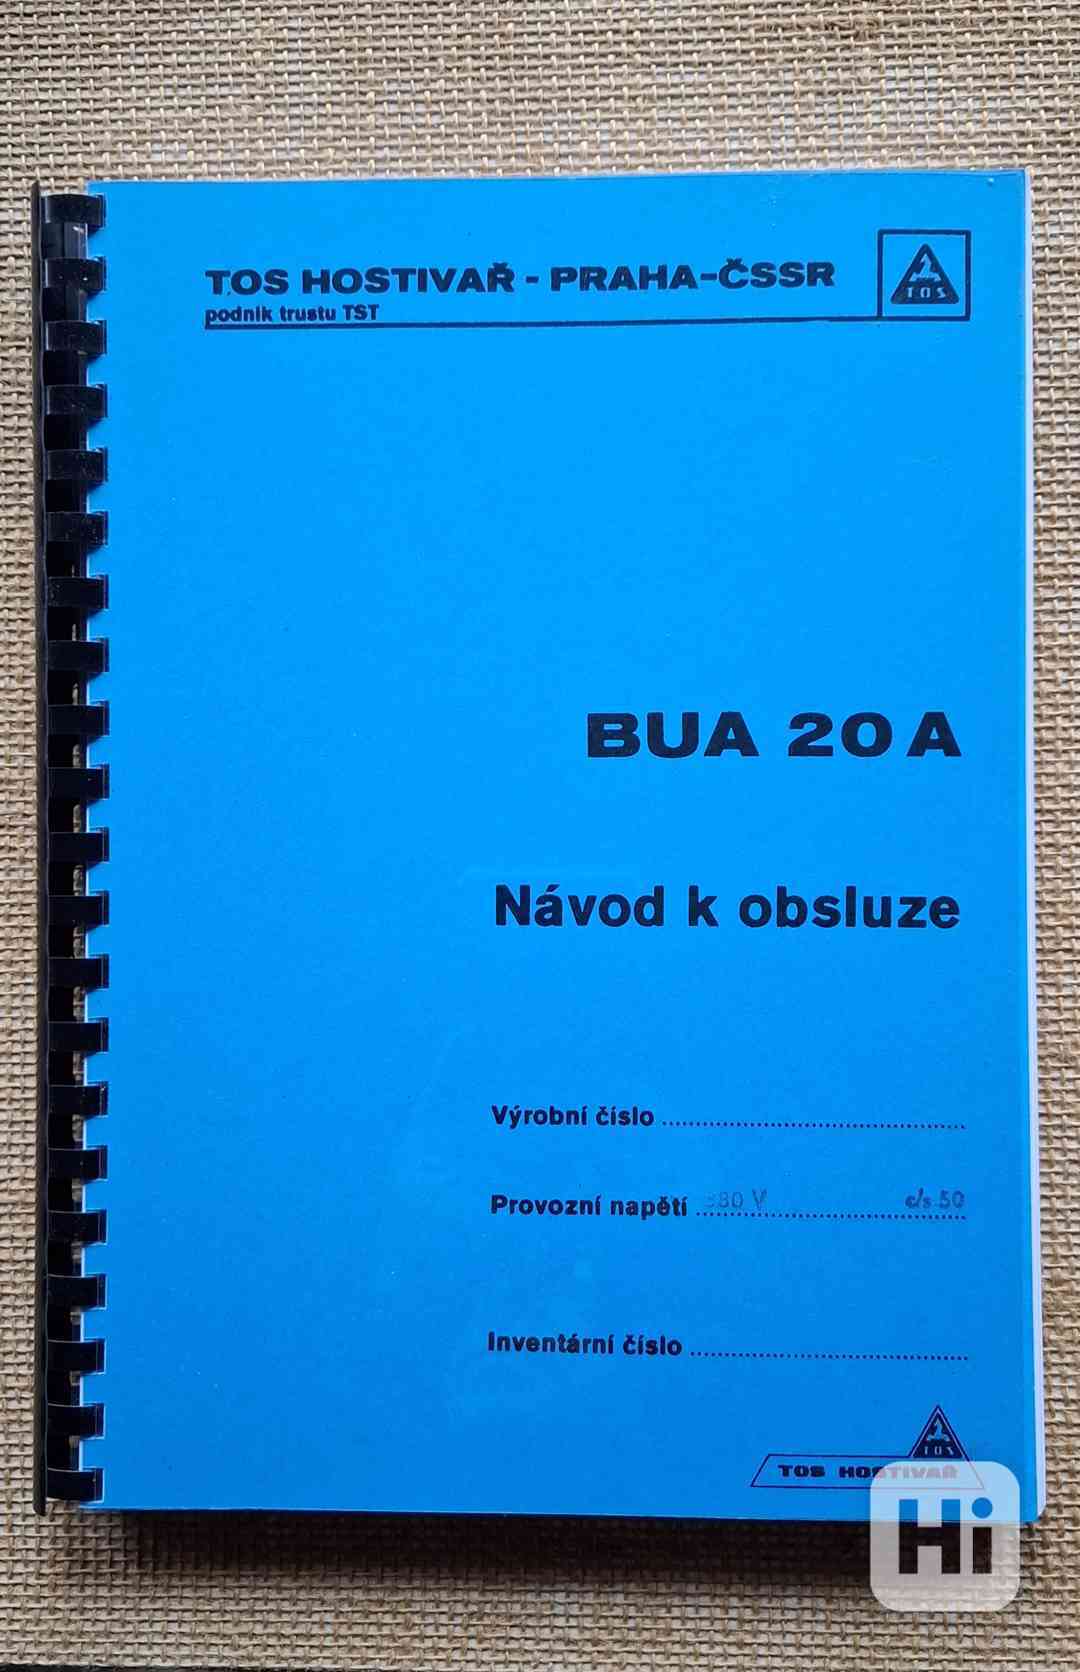 TOS HOSTIVAŘ - PRAHA-ČSSR
podnik trustu TST
TOS
BUA 20 A
Návod k obsluze
Výrobní číslo
Provozní napětí 380 V c/s 50
Inventární číslo
TOS
TOS HOSTIVAŘ
Hi